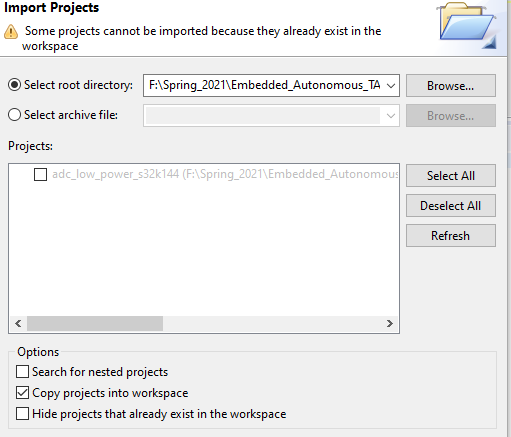 Import Projects
Some projects cannot be imported because they already exist in the
workspace
Select root directory:
F:\Spring_2021\Embedded_Autonomous_TA
Browse...
Select archive file:
Browse...
Projects:
adc_low_power_s32k144 (F:\Spring_2021\Embedded_Autonomous
Select All
Deselect All
Refresh
Options
Search for nested projects
Copy projects into workspace
Hide projects that already exist in the workspace